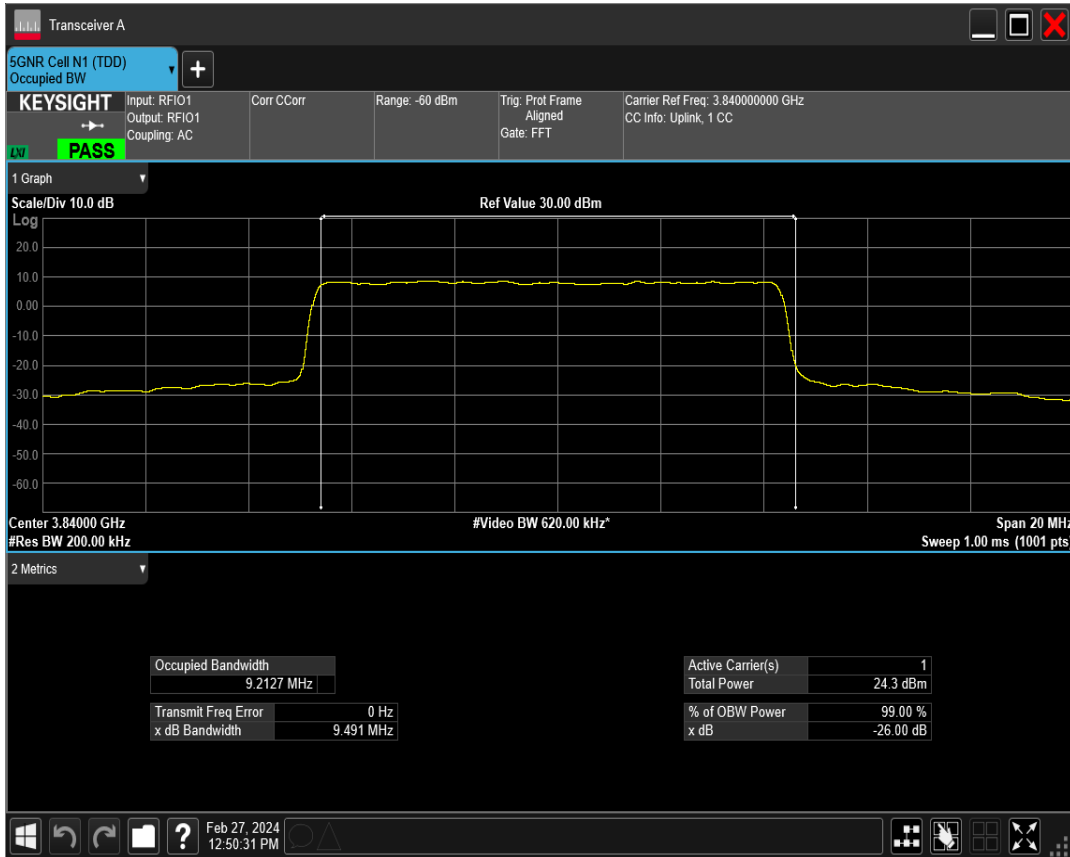 Transceiver A
5GNR Cell N1 (TDD)
Occupied BW
+
KEYSIGHT
LXI
PASS
Input: RFIO1
Output: RFIO1
Coupling: AC
Corr CCorr
Range: -60 dBm
Trig: Prot Frame
Aligned
Gate: FFT
Carrier Ref Freq: 3.840000000 GHz
CC Info: Uplink, 1 CC
1 Graph
Scale/Div 10.0 dB
Ref Value 30.00 dBm
Log
20.0
10.0
0.00
-10.0
-20.0
-30.0
-40.0
-50.0
-60.0
Center 3.84000 GHz
#Video BW 620.00 kHz*
Span 20 MHz
#Res BW 200.00 kHz
Sweep 1.00 ms (1001 pts)
2 Metrics
Occupied Bandwidth
9.2127 MHz
Transmit Freq Error 0 Hz
x dB Bandwidth 9.491 MHz
Active Carrier(s) 1
Total Power 24.3 dBm
% of OBW Power 99.00 %
x dB -26.00 dB
?
Feb 27, 2024
12:50:31 PM